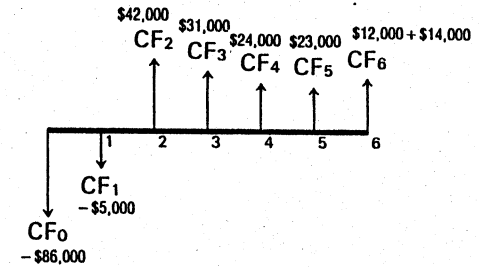 $42,000
CF2
$31,000
CF3
$24,000
CF4
$23,000
CF5
$12,000 + $14,000
CF6
1 2 3 4 5 6
CF1
– $5,000
CF0
– $86,000